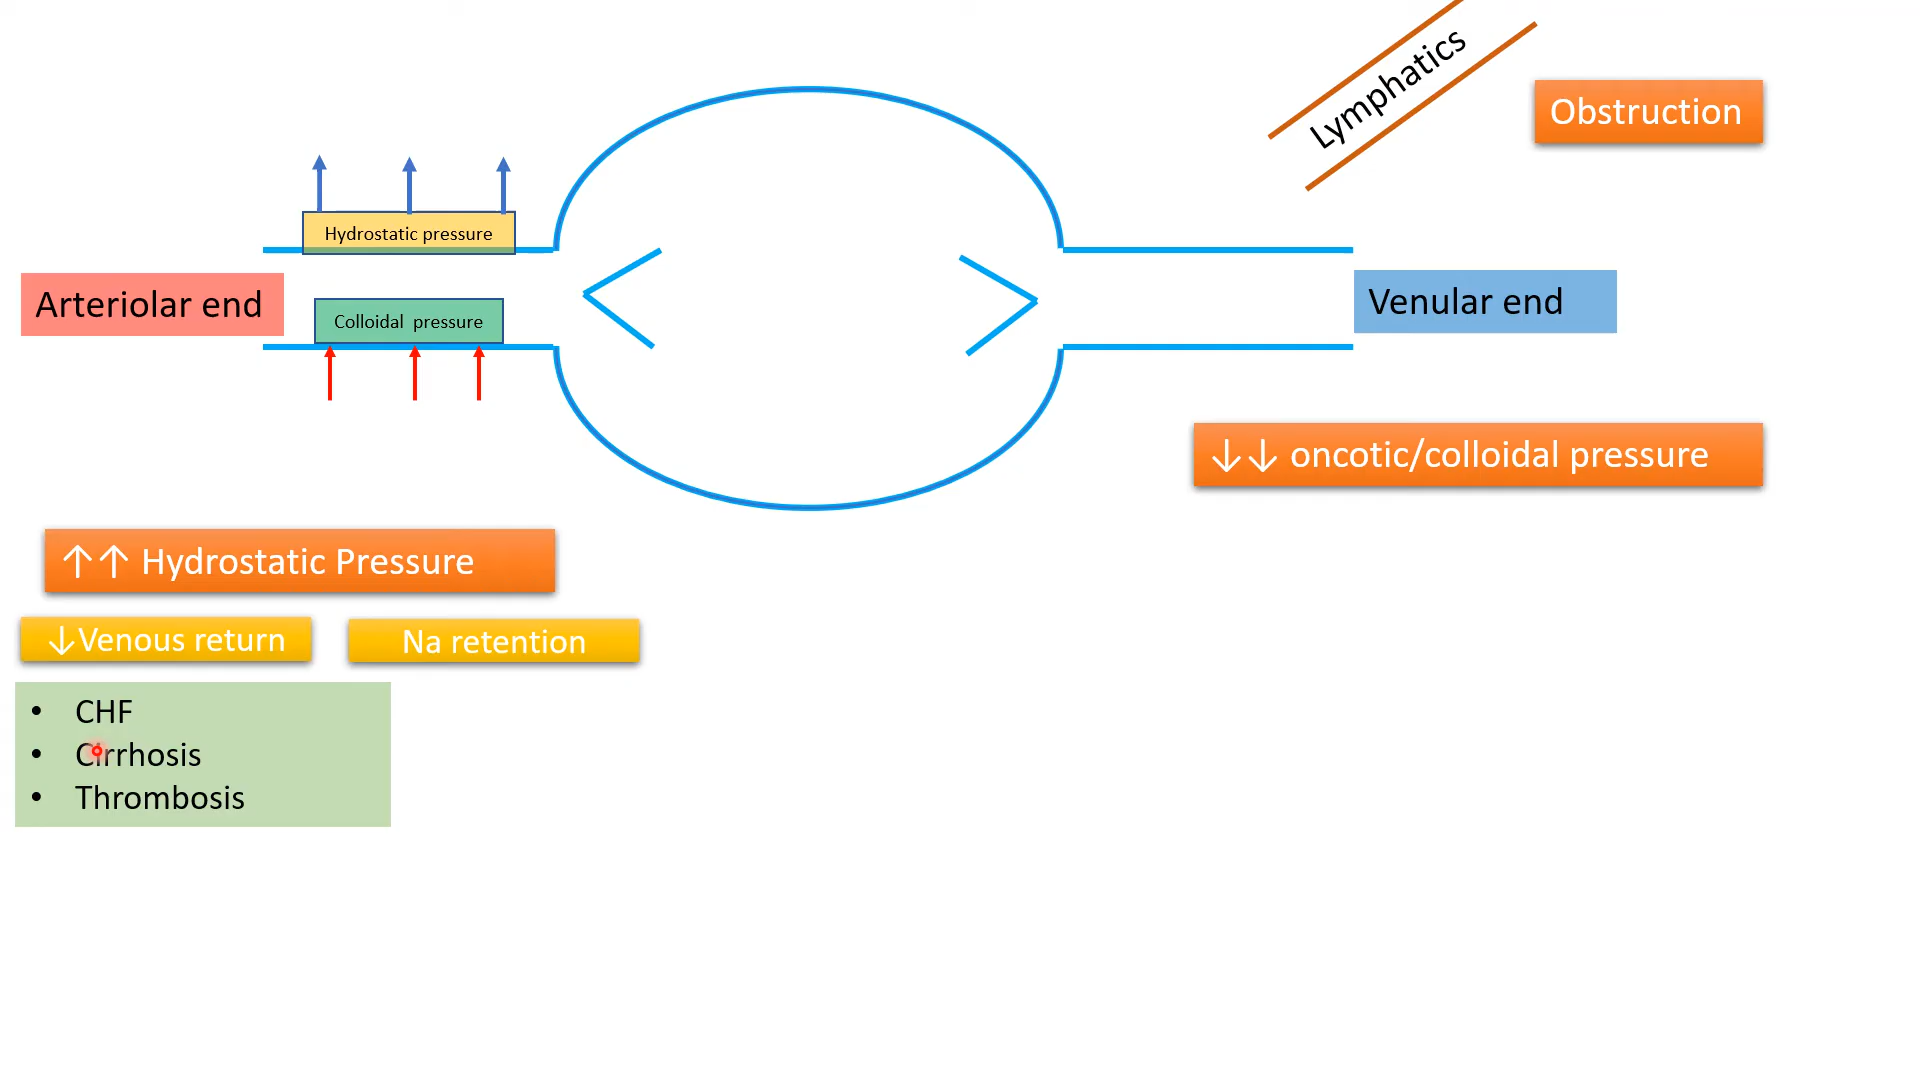 Lymphatics
Obstruction
Hydrostatic pressure
Arteriolar end
Colloidal pressure
Venular end
↓↓ oncotic/colloidal pressure
↑↑ Hydrostatic Pressure
↓Venous return
Na retention
• CHF
• Cirrhosis
• Thrombosis